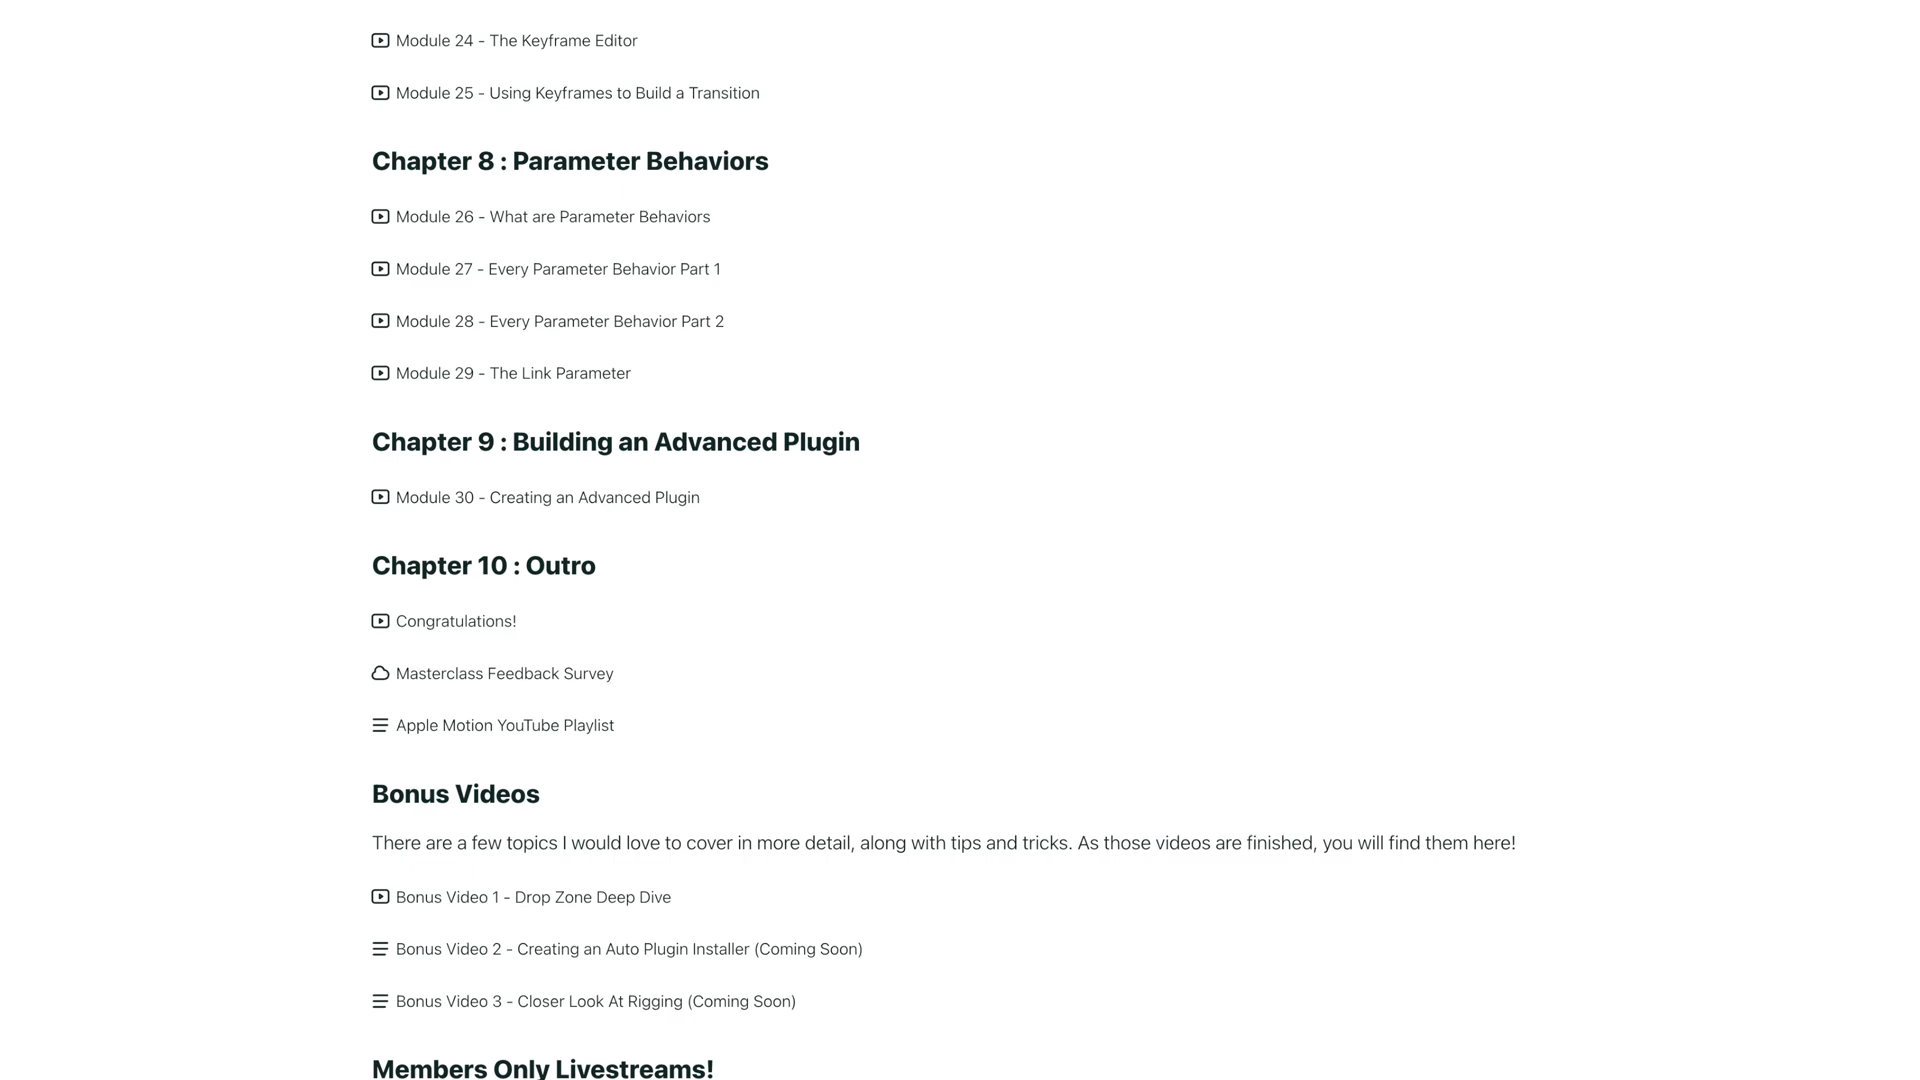 Module 24 - The Keyframe Editor
Module 25 - Using Keyframes to Build a Transition
Chapter 8 : Parameter Behaviors
Module 26 - What are Parameter Behaviors
Module 27 - Every Parameter Behavior Part 1
Module 28 - Every Parameter Behavior Part 2
Module 29 - The Link Parameter
Chapter 9 : Building an Advanced Plugin
Module 30 - Creating an Advanced Plugin
Chapter 10 : Outro
Congratulations!
Masterclass Feedback Survey
Apple Motion YouTube Playlist
Bonus Videos
There are a few topics I would love to cover in more detail, along with tips and tricks. As those videos are finished, you will find them here!
Bonus Video 1 - Drop Zone Deep Dive
Bonus Video 2 - Creating an Auto Plugin Installer (Coming Soon)
Bonus Video 3 - Closer Look At Rigging (Coming Soon)
Members Only Livestreams!